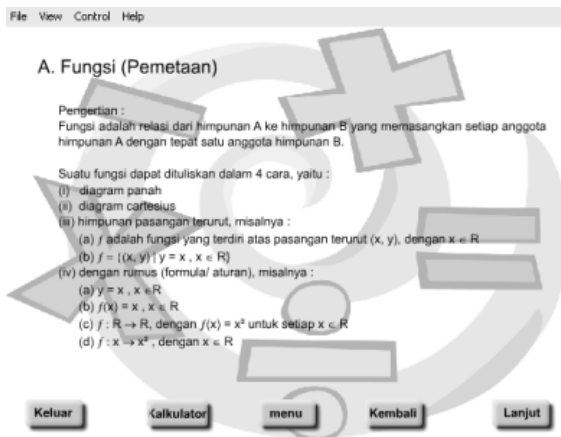 File View Control Help
A. Fungsi (Pemetaan)
Pengertian :
Fungsi adalah relasi dari himpunan A ke himpunan B yang memasangkan setiap anggota
himpunan A dengan tepat satu anggota himpunan B.
Suatu fungsi dapat dituliskan dalam 4 cara, yaitu :
(i) diagram panah
(ii) diagram cartesius
(iii) himpunan pasangan terurut, misalnya :
(a) f adalah fungsi yang terdiri atas pasangan terurut (x, y), dengan x ∈ R
(b) f = {(x, y) | y = x , x ∈ R}
(iv) dengan rumus (formula/ aturan), misalnya :
(a) y = x , x ∈R
(b) f(x) = x , x ∈ R
(c) f : R → R, dengan f(x) = x² untuk setiap x ∈ R
(d) f : x → x² , dengan x ∈ R
Keluar Kalkulator menu Kembali Lanjut